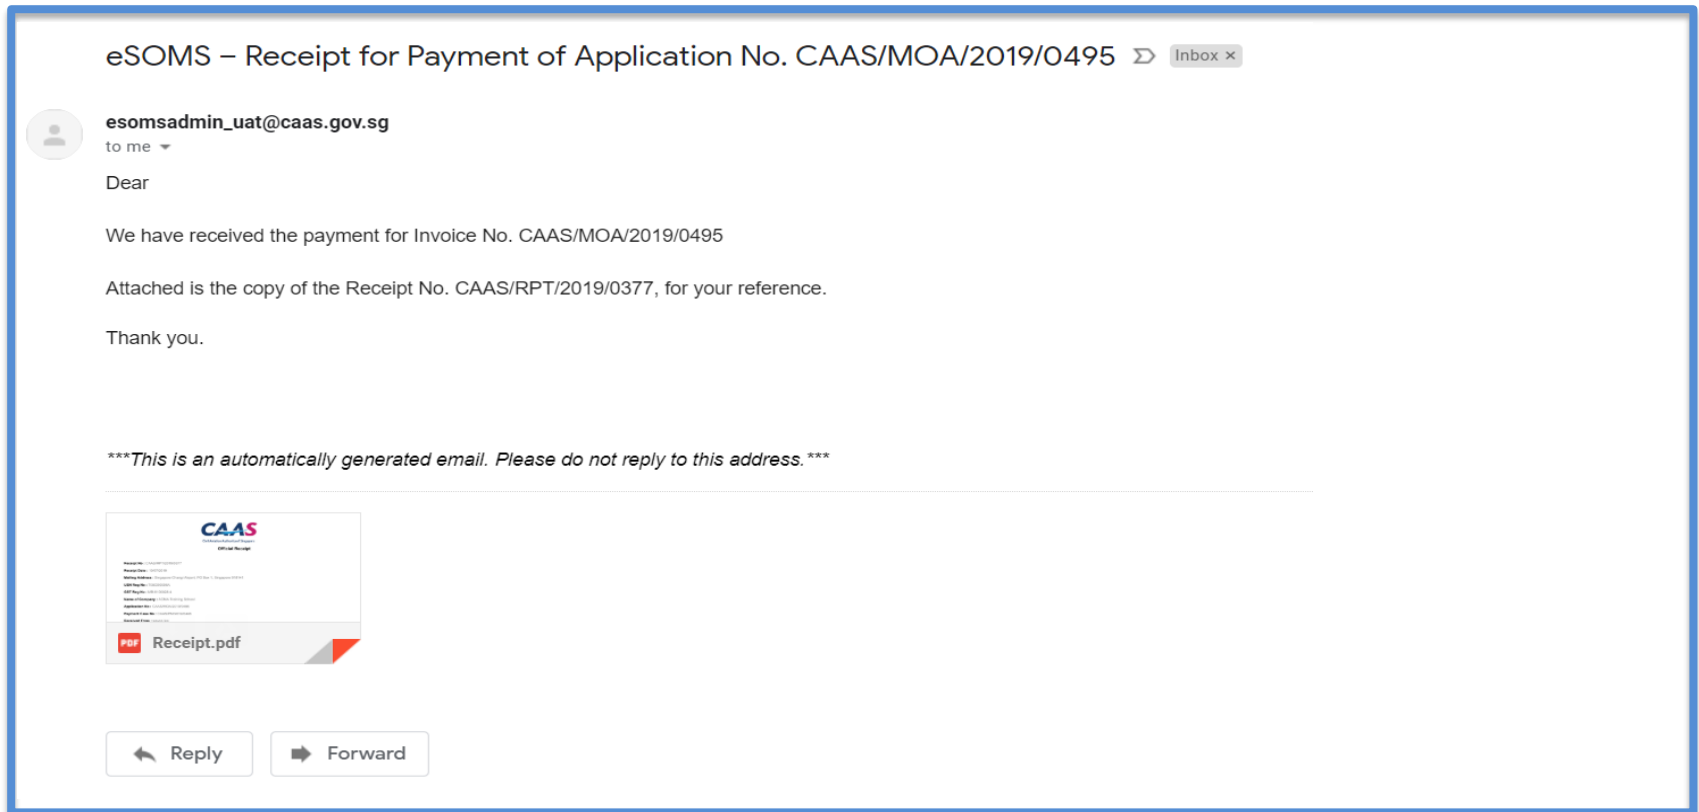 eSOMS – Receipt for Payment of Application No. CAAS/MOA/2019/0495 Inbox ×
esomsadmin_uat@caas.gov.sg
to me
Dear
We have received the payment for Invoice No. CAAS/MOA/2019/0495
Attached is the copy of the Receipt No. CAAS/RPT/2019/0377, for your reference.
Thank you.
***This is an automatically generated email. Please do not reply to this address.***
CAAS
Official Receipt
PDF Receipt.pdf
Reply Forward